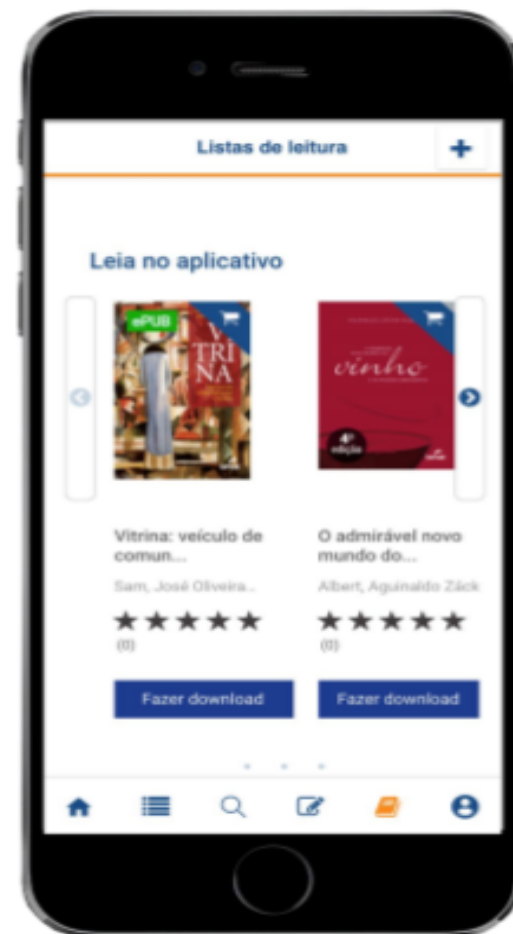 Listas de leitura
Leia no aplicativo
ePUB
VI
TRI
NA
vinho
4ª
edição
Vitrina: veículo de
comun...
Sam, José Oliveira...
(0)
Fazer download
O admirável novo
mundo do...
Albert, Aguinaldo Záck
(0)
Fazer download